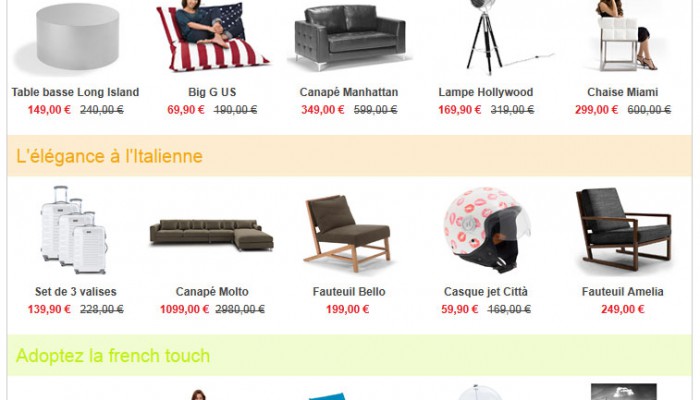 Table basse Long Island
149,00 € 240,00 €
Big G US
69,90 € 190,00 €
Canapé Manhattan
349,00 € 599,00 €
Lampe Hollywood
169,90 € 319,00 €
Chaise Miami
299,00 € 600,00 €
L'élégance à l'Italienne
Set de 3 valises
139,90 € 228,00 €
Canapé Molto
1099,00 € 2980,00 €
Fauteuil Bello
199,00 €
Casque jet Città
59,90 € 169,00 €
Fauteuil Amelia
249,00 €
Adoptez la french touch